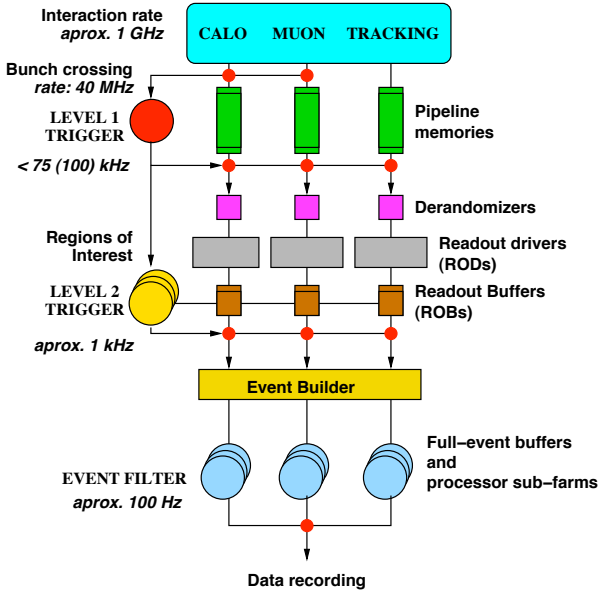 Interaction rate
aprox. 1 GHz
CALO MUON TRACKING
Bunch crossing
rate: 40 MHz
LEVEL 1
TRIGGER
Pipeline
memories
< 75 (100) kHz
Derandomizers
Regions of
Interest
Readout drivers
(RODs)
LEVEL 2
TRIGGER
Readout Buffers
(ROBs)
aprox. 1 kHz
Event Builder
EVENT FILTER
aprox. 100 Hz
Full–event buffers
and
processor sub–farms
Data recording